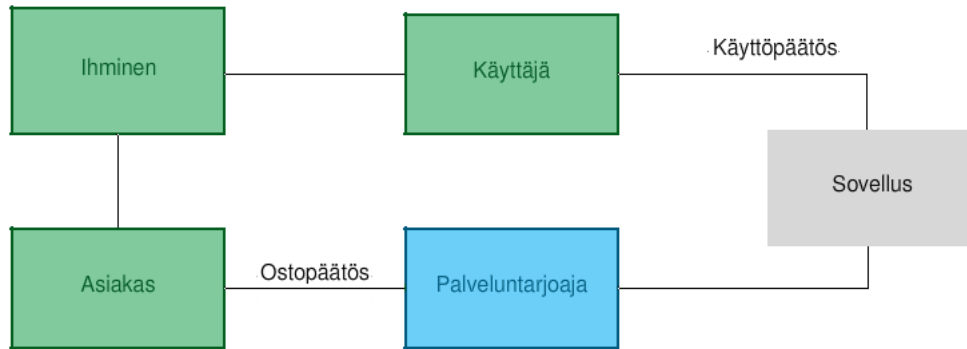 Ihminen
Käyttäjä
Käyttöpäätös
Sovellus
Asiakas
Ostopäätös
Palveluntarjoaja